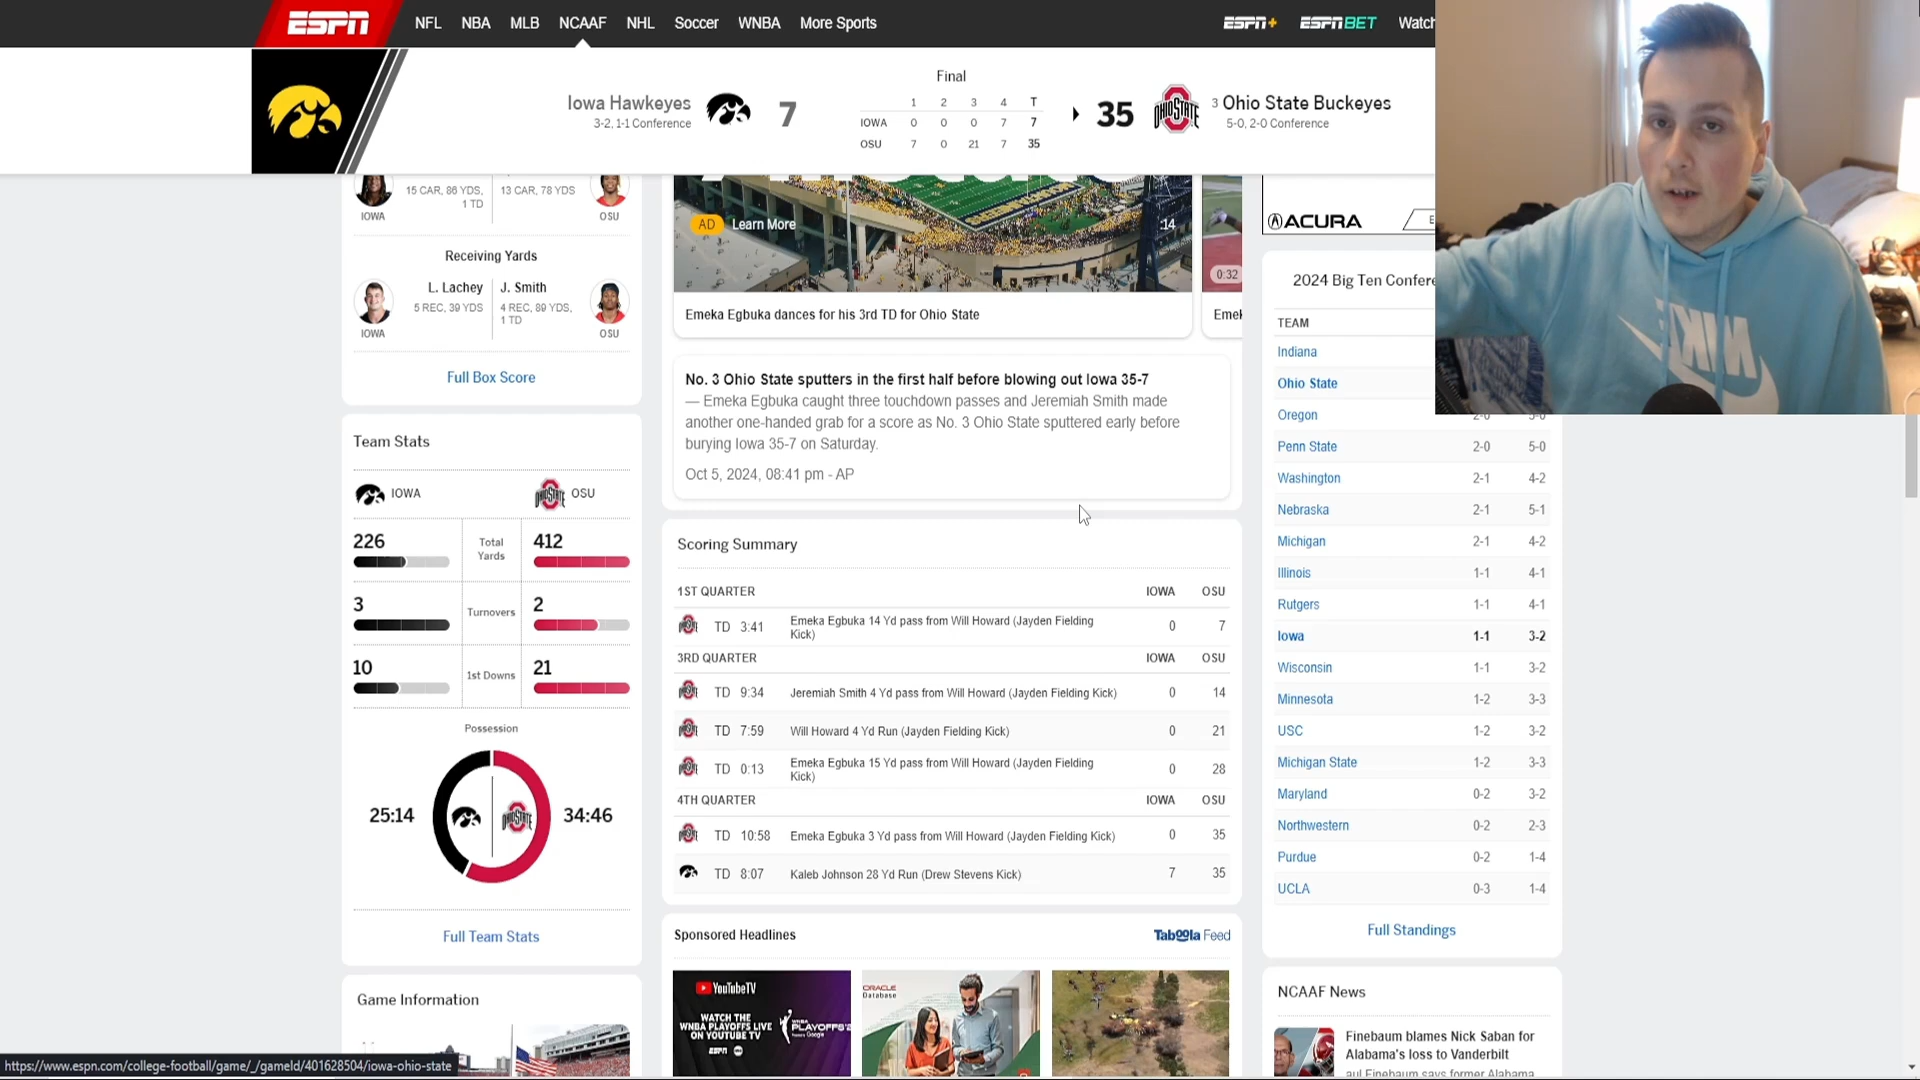 ESPN NFL NBA MLB NCAAF NHL Soccer WNBA More Sports ESPN+ ESPN BET Watch
Final
Iowa Hawkeyes 7
3-2, 1-1 Conference
1 2 3 4 T
IOWA 0 0 0 7 7
OSU 7 0 21 7 35
35 OHIO STATE 3 Ohio State Buckeyes
5-0, 2-0 Conference
15 CAR, 86 YDS, 1 TD
13 CAR, 78 YDS
IOWA OSU
Receiving Yards
L. Lachey J. Smith
5 REC, 39 YDS
4 REC, 89 YDS, 1 TD
IOWA OSU
Full Box Score
Team Stats
IOWA OSU
226 Total Yards 412
3 Turnovers 2
10 1st Downs 21
Possession
25:14 34:46
Full Team Stats
Game Information
AD Learn More :14
0:32
Emeka Egbuka dances for his 3rd TD for Ohio State
Emek
No. 3 Ohio State sputters in the first half before blowing out Iowa 35-7
— Emeka Egbuka caught three touchdown passes and Jeremiah Smith made
another one-handed grab for a score as No. 3 Ohio State sputtered early before
burying Iowa 35-7 on Saturday.
Oct 5, 2024, 08:41 pm - AP
Scoring Summary
1ST QUARTER IOWA OSU
TD 3:41 Emeka Egbuka 14 Yd pass from Will Howard (Jayden Fielding Kick) 0 7
3RD QUARTER IOWA OSU
TD 9:34 Jeremiah Smith 4 Yd pass from Will Howard (Jayden Fielding Kick) 0 14
TD 7:59 Will Howard 4 Yd Run (Jayden Fielding Kick) 0 21
TD 0:13 Emeka Egbuka 15 Yd pass from Will Howard (Jayden Fielding Kick) 0 28
4TH QUARTER IOWA OSU
TD 10:58 Emeka Egbuka 3 Yd pass from Will Howard (Jayden Fielding Kick) 0 35
TD 8:07 Kaleb Johnson 28 Yd Run (Drew Stevens Kick) 7 35
Sponsored Headlines Taboola Feed
YouTubeTV
WATCH THE
WNBA PLAYOFFS LIVE
ON YOUTUBE TV
ESPN
PLAYOFFS
ORACLE
Database
ACURA E
2024 Big Ten Confere
TEAM
Indiana
Ohio State
Oregon 2-0 5-0
Penn State 2-0 5-0
Washington 2-1 4-2
Nebraska 2-1 5-1
Michigan 2-1 4-2
Illinois 1-1 4-1
Rutgers 1-1 4-1
Iowa 1-1 3-2
Wisconsin 1-1 3-2
Minnesota 1-2 3-3
USC 1-2 3-2
Michigan State 1-2 3-3
Maryland 0-2 3-2
Northwestern 0-2 2-3
Purdue 0-2 1-4
UCLA 0-3 1-4
Full Standings
NCAAF News
Finebaum blames Nick Saban for
Alabama's loss to Vanderbilt
aul Finebaum says former Alabama
NIKE
https://www.espn.com/college-football/game/_/gameId/401628504/iowa-ohio-state